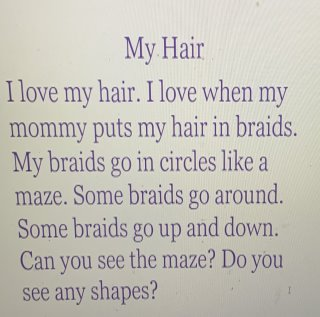 My Hair
I love my hair. I love when my
mommy puts my hair in braids.
My braids go in circles like a
maze. Some braids go around.
Some braids go up and down.
Can you see the maze? Do you
see any shapes?